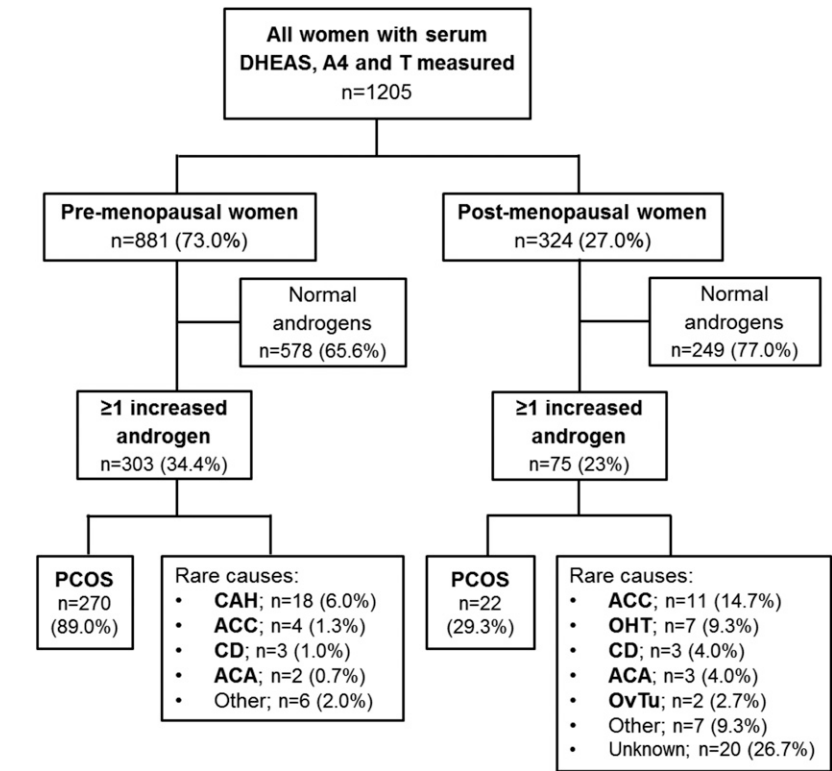 All women with serum
DHEAS, A4 and T measured
n=1205
Pre-menopausal women
n=881 (73.0%)
Post-menopausal women
n=324 (27.0%)
Normal
androgens
n=578 (65.6%)
Normal
androgens
n=249 (77.0%)
≥1 increased
androgen
n=303 (34.4%)
≥1 increased
androgen
n=75 (23%)
PCOS
n=270
(89.0%)
Rare causes:
• CAH; n=18 (6.0%)
• ACC; n=4 (1.3%)
• CD; n=3 (1.0%)
• ACA; n=2 (0.7%)
• Other; n=6 (2.0%)
PCOS
n=22
(29.3%)
Rare causes:
• ACC; n=11 (14.7%)
• OHT; n=7 (9.3%)
• CD; n=3 (4.0%)
• ACA; n=3 (4.0%)
• OvTu; n=2 (2.7%)
• Other; n=7 (9.3%)
• Unknown; n=20 (26.7%)